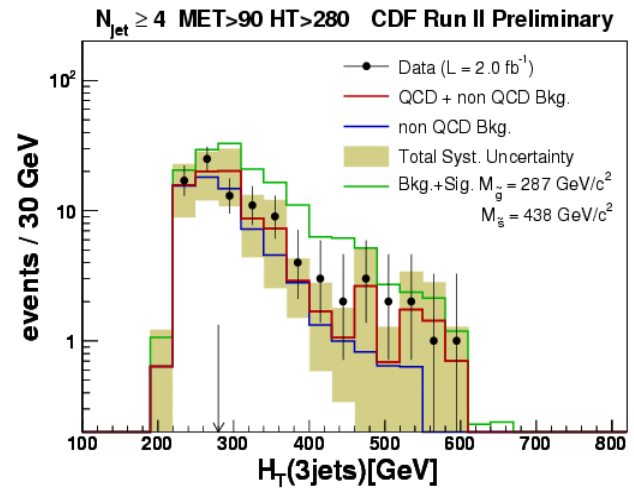 N_jet ≥ 4 MET>90 HT>280 CDF Run II Preliminary
Data (L = 2.0 fb⁻¹)
QCD + non QCD Bkg.
non QCD Bkg.
Total Syst. Uncertainty
Bkg.+Sig. M_g̃ = 287 GeV/c²
M_s̃ = 438 GeV/c²
events / 30 GeV
10²
10
1
100 200 300 400 500 600 700 800
H_T(3jets)[GeV]